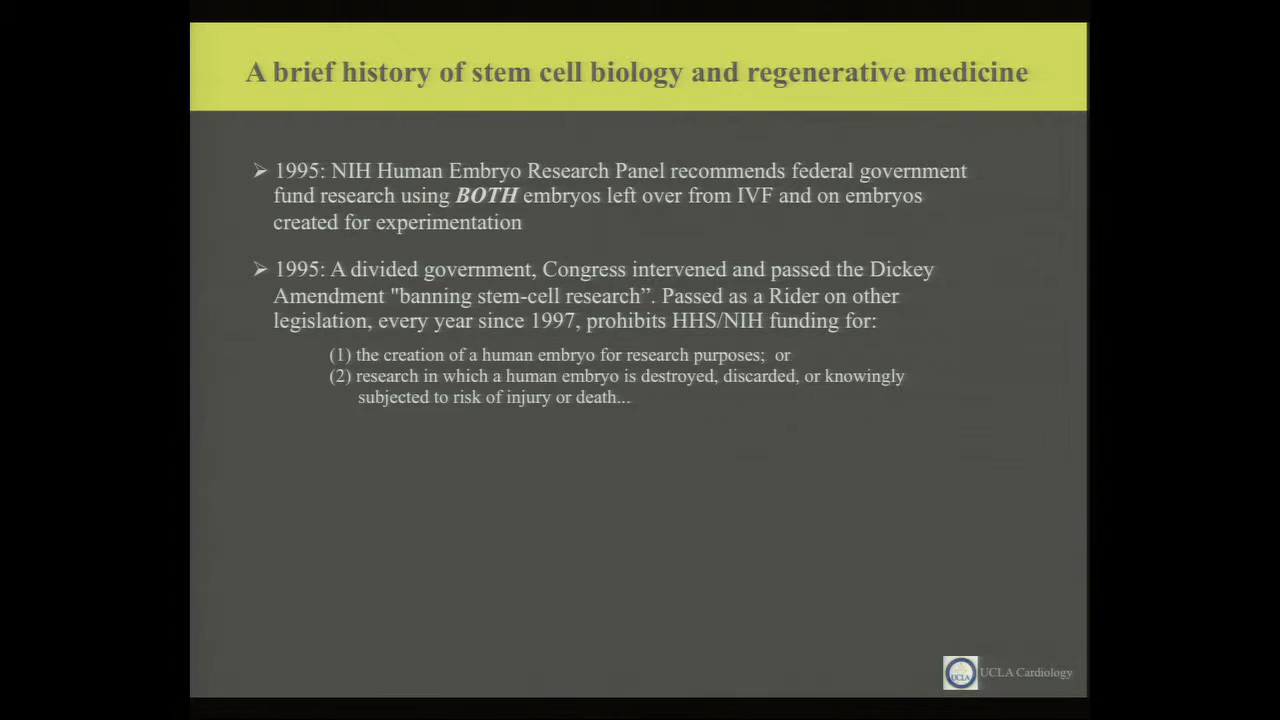 A brief history of stem cell biology and regenerative medicine
➢ 1995: NIH Human Embryo Research Panel recommends federal government
fund research using BOTH embryos left over from IVF and on embryos
created for experimentation
➢ 1995: A divided government, Congress intervened and passed the Dickey
Amendment "banning stem-cell research”. Passed as a Rider on other
legislation, every year since 1997, prohibits HHS/NIH funding for:
(1) the creation of a human embryo for research purposes; or
(2) research in which a human embryo is destroyed, discarded, or knowingly
subjected to risk of injury or death...
UCLA
UCLA Cardiology